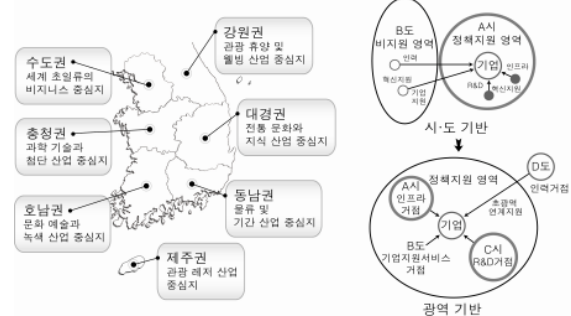 강원권
관광 휴양 및
웰빙 산업 중심지
수도권
세계 초일류의
비지니스 중심지
대경권
전통 문화와
지식 산업 중심지
충청권
과학 기술과
첨단 산업 중심지
호남권
문화 예술과
녹색 산업 중심지
동남권
물류 및
기간 산업 중심지
제주권
관광 레저 산업
중심지
B도
비지원 영역
인력
혁신지원
기업
지원
A시
정책지원 영역
기업
인프라
R&D
혁신지원
시·도 기반
정책지원 영역
A시
인프라
거점
D도
인력거점
초광역
연계지원
기업
B도
기업지원서비스
거점
C시
R&D거점
광역 기반